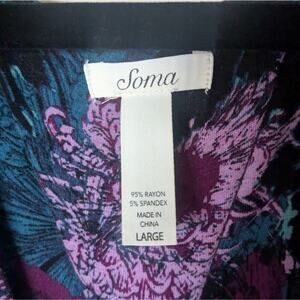 Soma
95% RAYON
5% SPANDEX
MADE IN
CHINA
LARGE